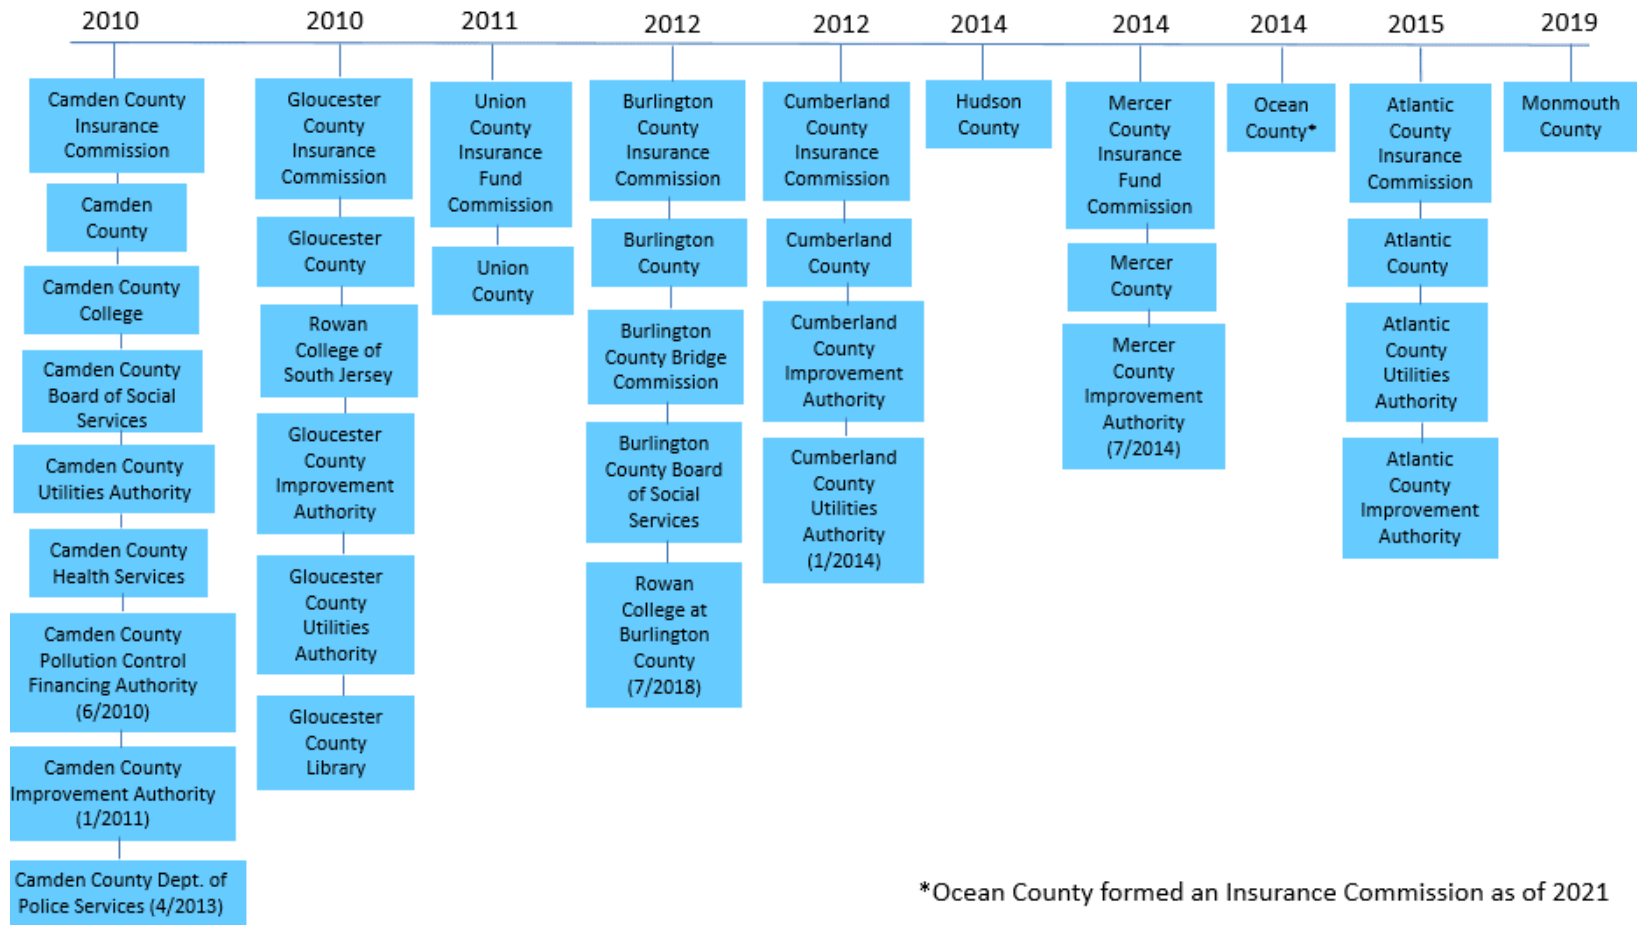 2010
2010
2011
2012
2012
2014
2014
2014
2015
2019
Camden County
Insurance
Commission
Camden
County
Camden County
College
Camden County
Board of Social
Services
Camden County
Utilities Authority
Camden County
Health Services
Camden County
Pollution Control
Financing Authority
(6/2010)
Camden County
Improvement Authority
(1/2011)
Camden County Dept. of
Police Services (4/2013)
Gloucester
County
Insurance
Commission
Gloucester
County
Rowan
College of
South Jersey
Gloucester
County
Improvement
Authority
Gloucester
County
Utilities
Authority
Gloucester
County
Library
Union
County
Insurance
Fund
Commission
Union
County
Burlington
County
Insurance
Commission
Burlington
County
Burlington
County Bridge
Commission
Burlington
County Board
of Social
Services
Rowan
College at
Burlington
County
(7/2018)
Cumberland
County
Insurance
Commission
Cumberland
County
Cumberland
County
Improvement
Authority
Cumberland
County
Utilities
Authority
(1/2014)
Hudson
County
Mercer
County
Insurance
Fund
Commission
Mercer
County
Mercer
County
Improvement
Authority
(7/2014)
Ocean
County*
Atlantic
County
Insurance
Commission
Atlantic
County
Atlantic
County
Utilities
Authority
Atlantic
County
Improvement
Authority
Monmouth
County
*Ocean County formed an Insurance Commission as of 2021